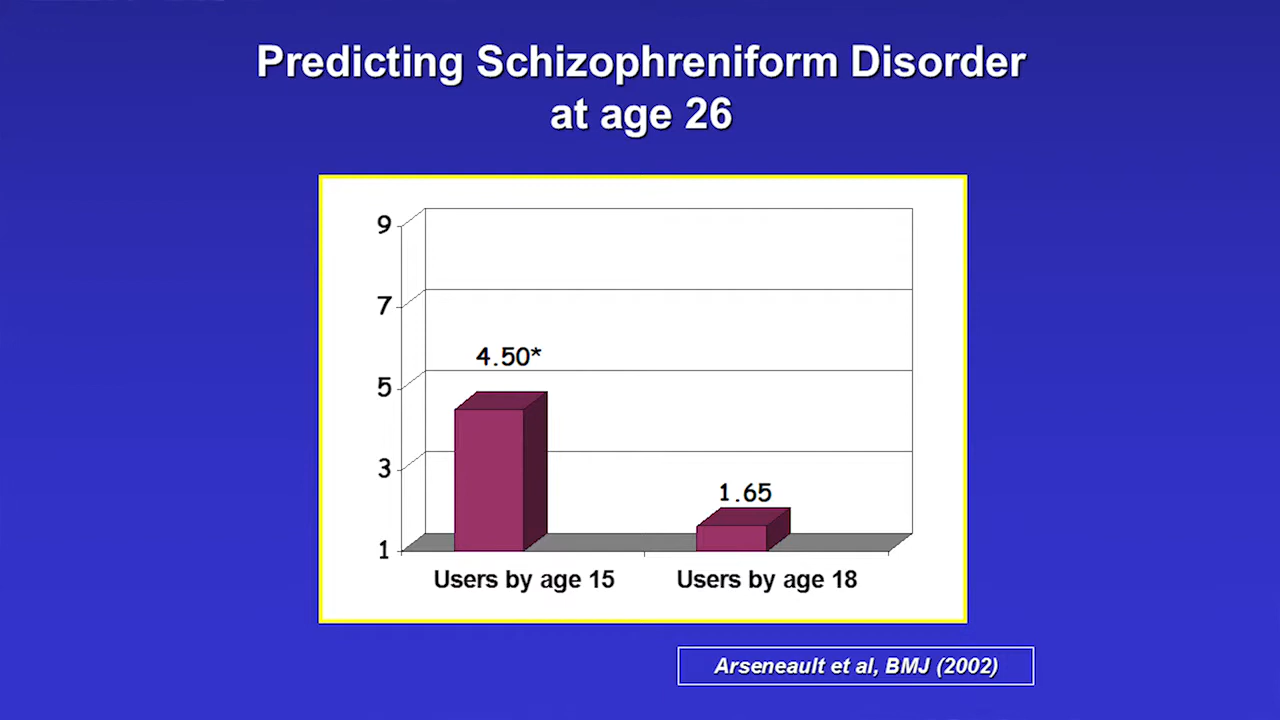 Predicting Schizophreniform Disorder
at age 26
9
7
5
3
1
4.50*
1.65
Users by age 15
Users by age 18
Arseneault et al, BMJ (2002)